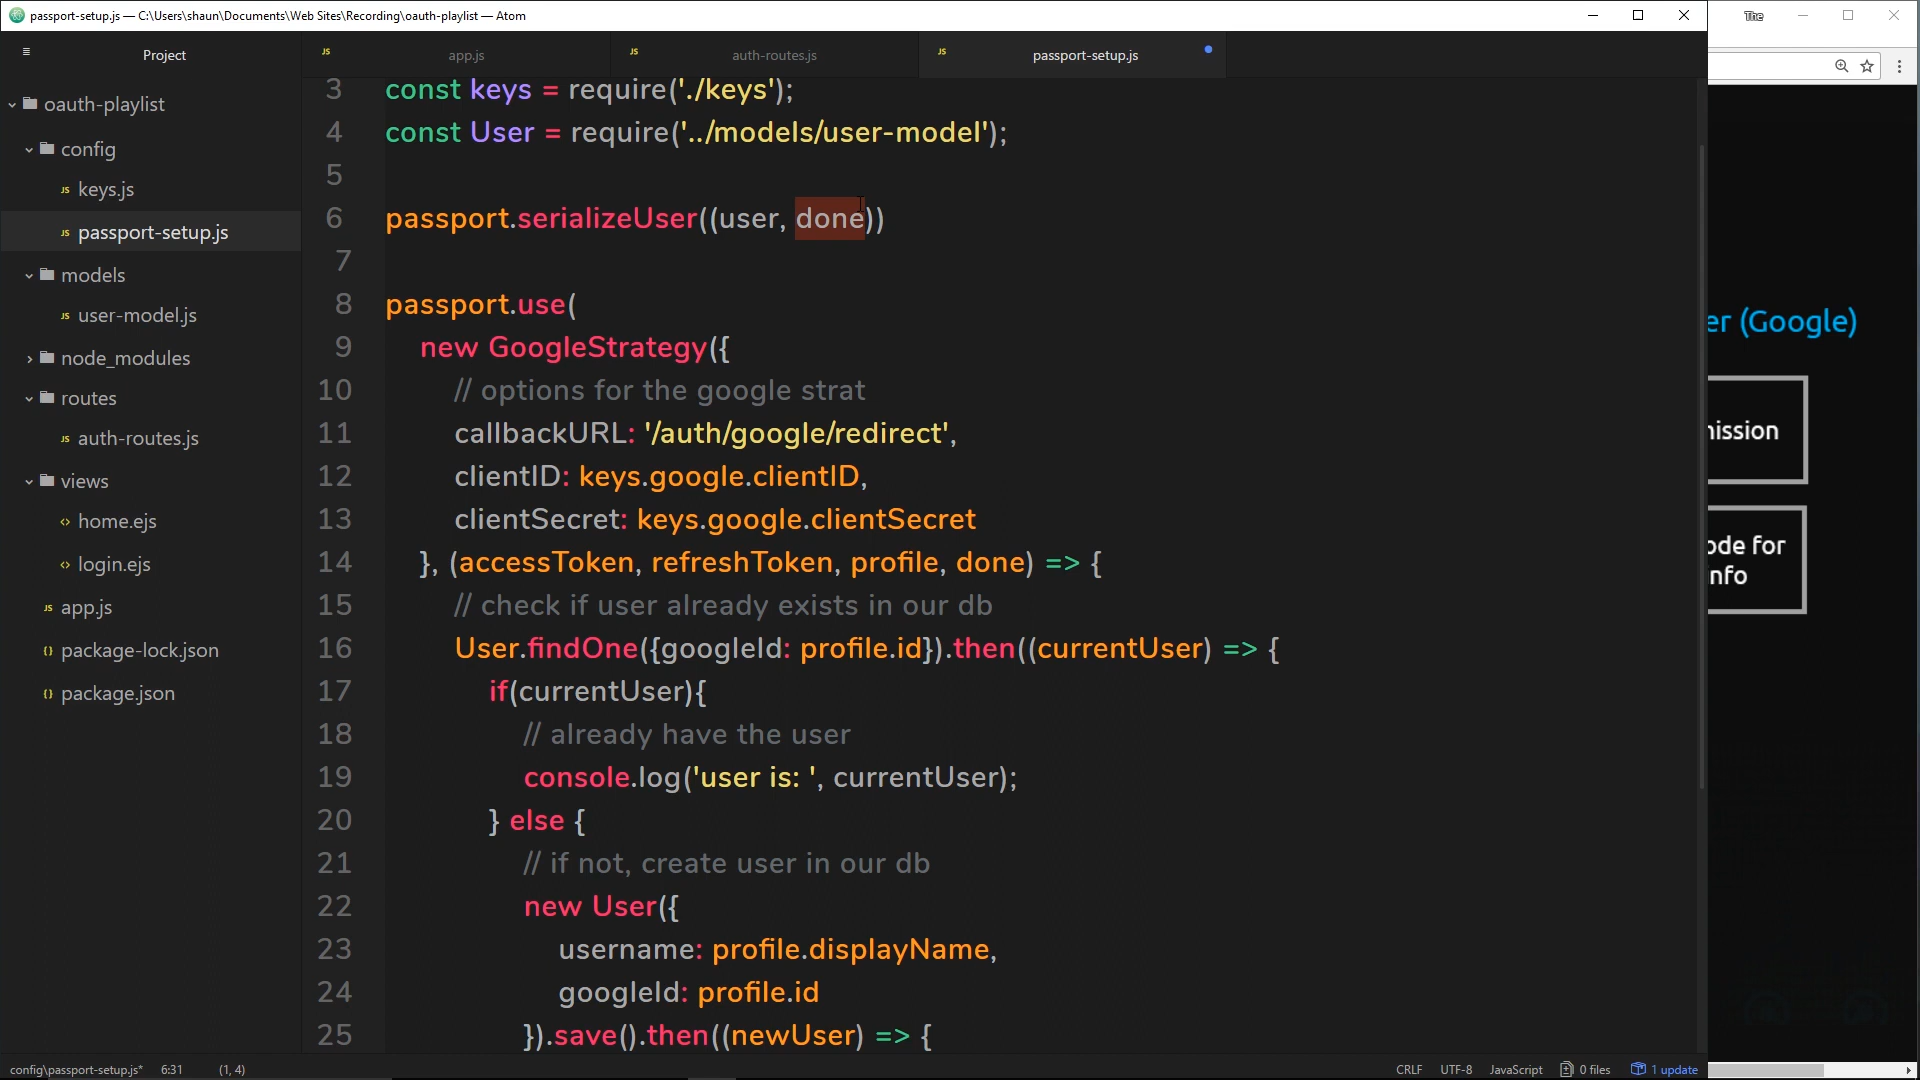 passport-setup.js — C:\Users\shaun\Documents\Web Sites\Recording\oauth-playlist — Atom
The
Project
JS app.js
JS auth-routes.js
JS passport-setup.js
oauth-playlist
config
JS keys.js
JS passport-setup.js
models
JS user-model.js
node_modules
routes
JS auth-routes.js
views
<> home.ejs
<> login.ejs
JS app.js
{} package-lock.json
{} package.json
3 const keys = require('./keys');
4 const User = require('../models/user-model');
5
6 passport.serializeUser((user, done))
7
8 passport.use(
9 new GoogleStrategy({
10 // options for the google strat
11 callbackURL: '/auth/google/redirect',
12 clientID: keys.google.clientID,
13 clientSecret: keys.google.clientSecret
14 }, (accessToken, refreshToken, profile, done) => {
15 // check if user already exists in our db
16 User.findOne({googleId: profile.id}).then((currentUser) => {
17 if(currentUser){
18 // already have the user
19 console.log('user is: ', currentUser);
20 } else {
21 // if not, create user in our db
22 new User({
23 username: profile.displayName,
24 googleId: profile.id
25 }).save().then((newUser) => {
er (Google)
ission
ode for
nfo
config\passport-setup.js* 6:31 (1, 4)
CRLF UTF-8 JavaScript 0 files 1 update